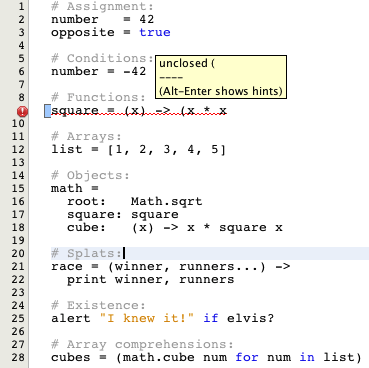 1 # Assignment:
2 number   = 42
3 opposite = true
4
5 # Conditions:
unclosed (
----
(Alt-Enter shows hints)
6 number = -42
7
8 # Functions:
square = (x) -> (x * x
10
11 # Arrays:
12 list = [1, 2, 3, 4, 5]
13
14 # Objects:
15 math =
16   root:   Math.sqrt
17   square: square
18   cube:   (x) -> x * square x
19
20 # Splats:
21 race = (winner, runners...) ->
22   print winner, runners
23
24 # Existence:
25 alert "I knew it!" if elvis?
26
27 # Array comprehensions:
28 cubes = (math.cube num for num in list)